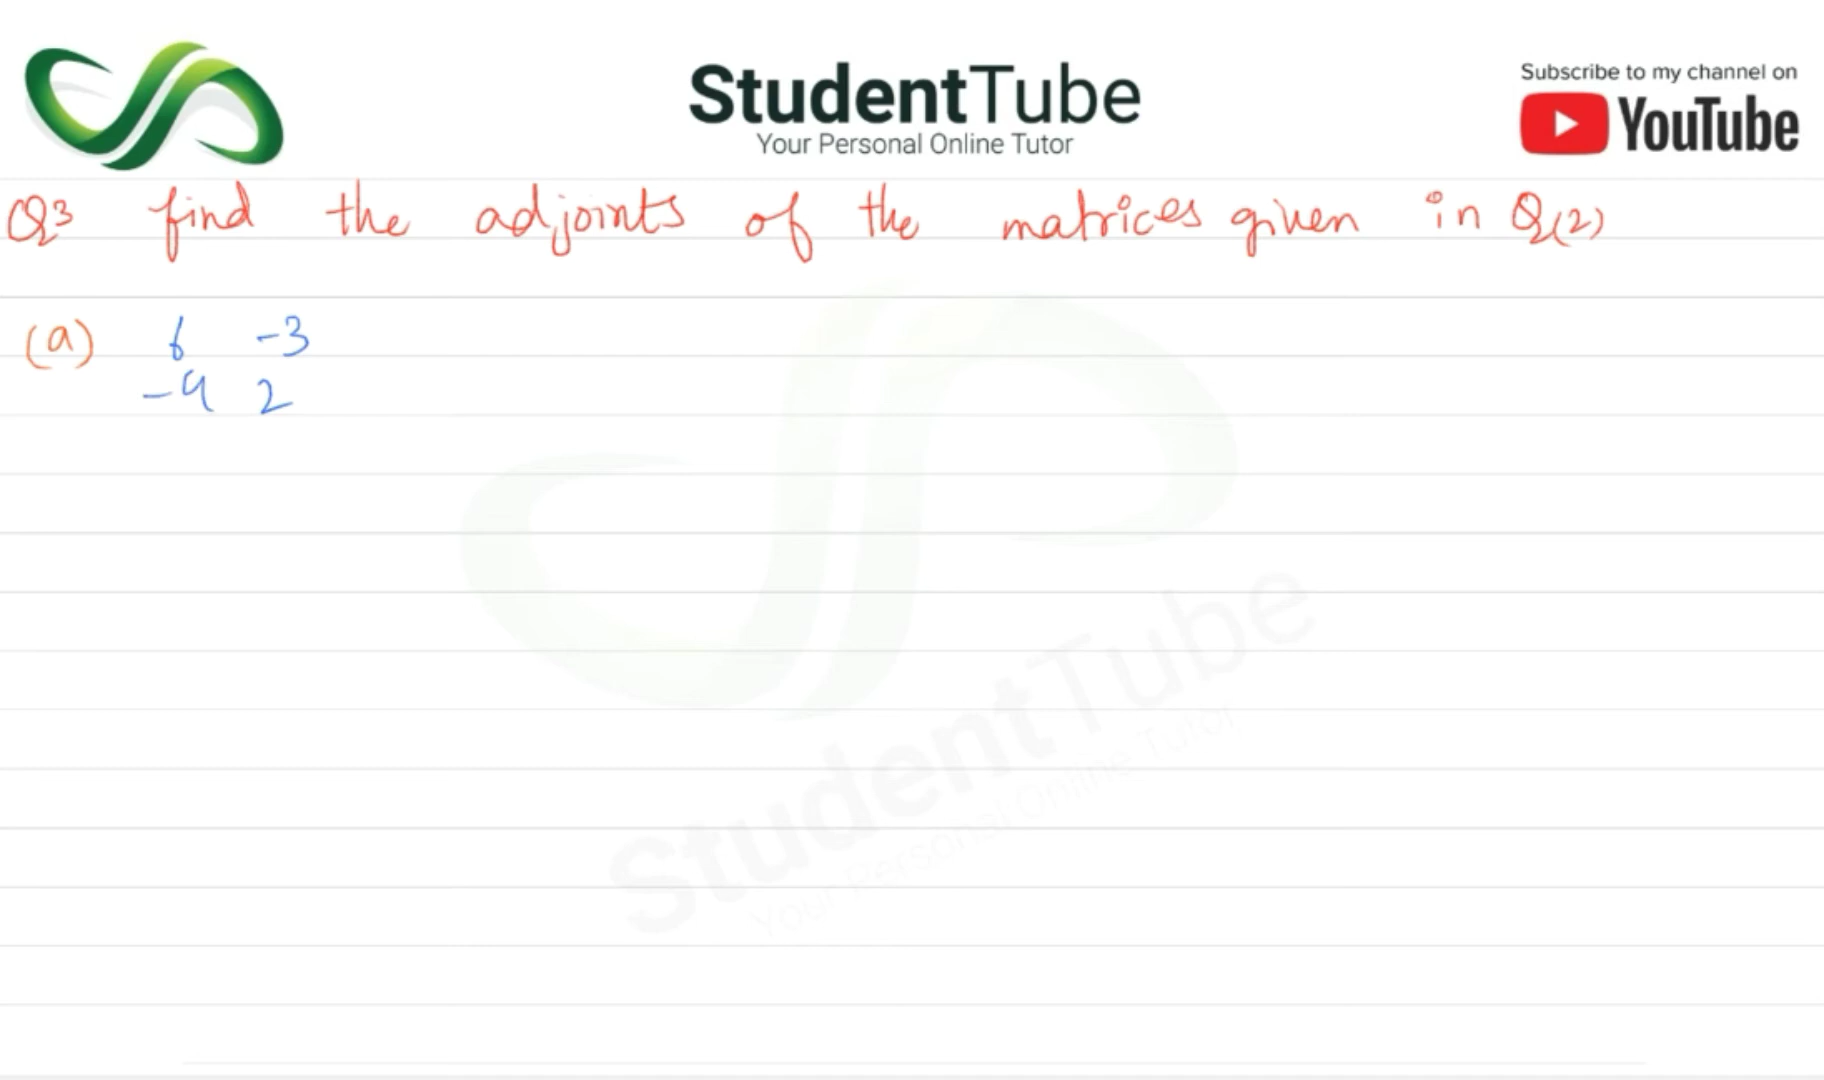 StudentTube
Your Personal Online Tutor
Subscribe to my channel on
YouTube
Q3 find the adjoints of the matrices given in Q(2)
(a) 6 -3
-4 2
StudentTube
Your Personal Online Tutor